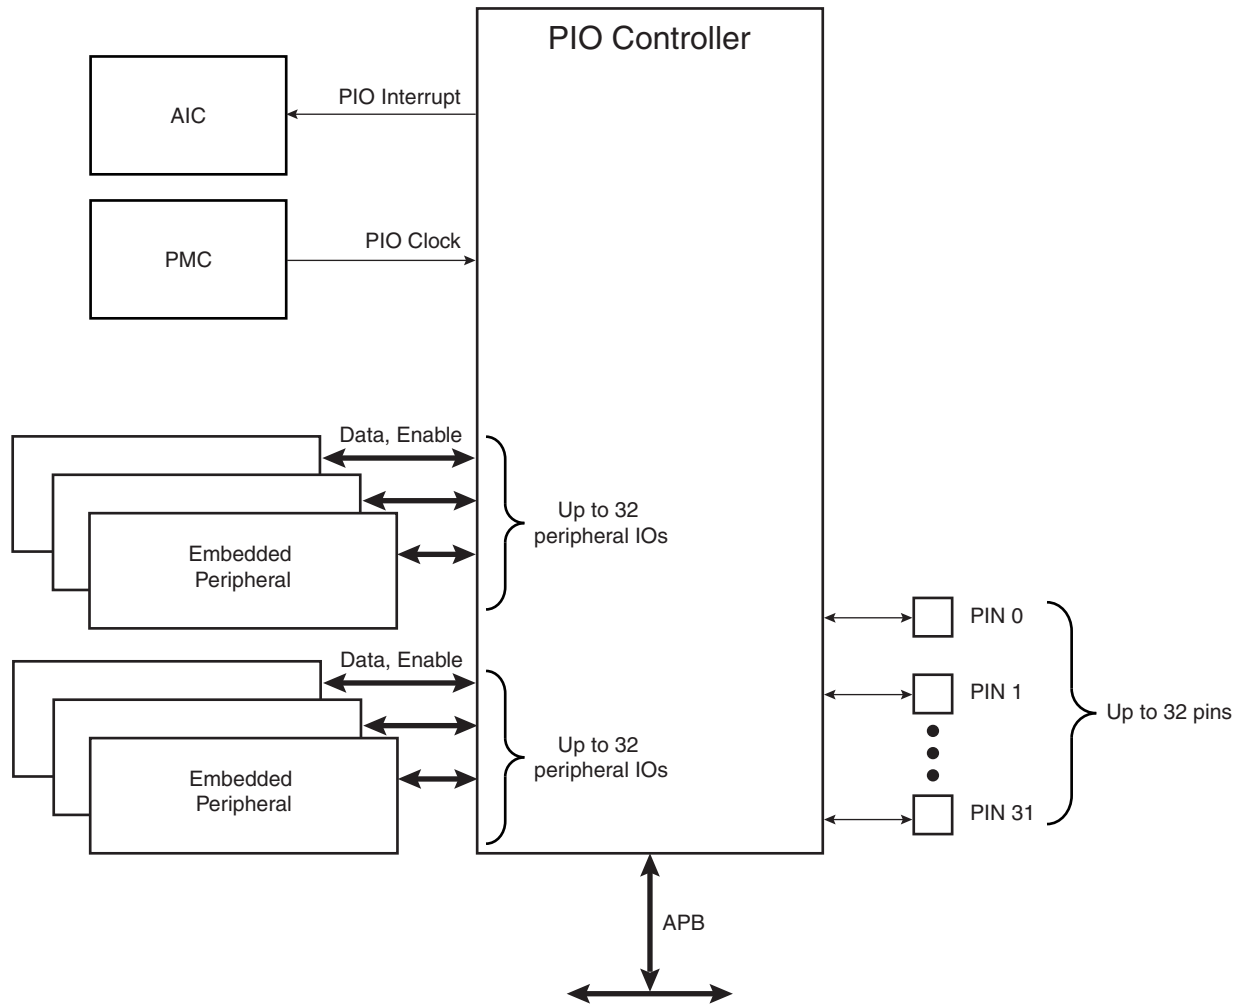 PIO Controller
PIO Interrupt
AIC
PIO Clock
PMC
Data, Enable
Up to 32
peripheral IOs
Embedded
Peripheral
PIN 0
Data, Enable
PIN 1
Up to 32 pins
Up to 32
peripheral IOs
Embedded
Peripheral
PIN 31
APB